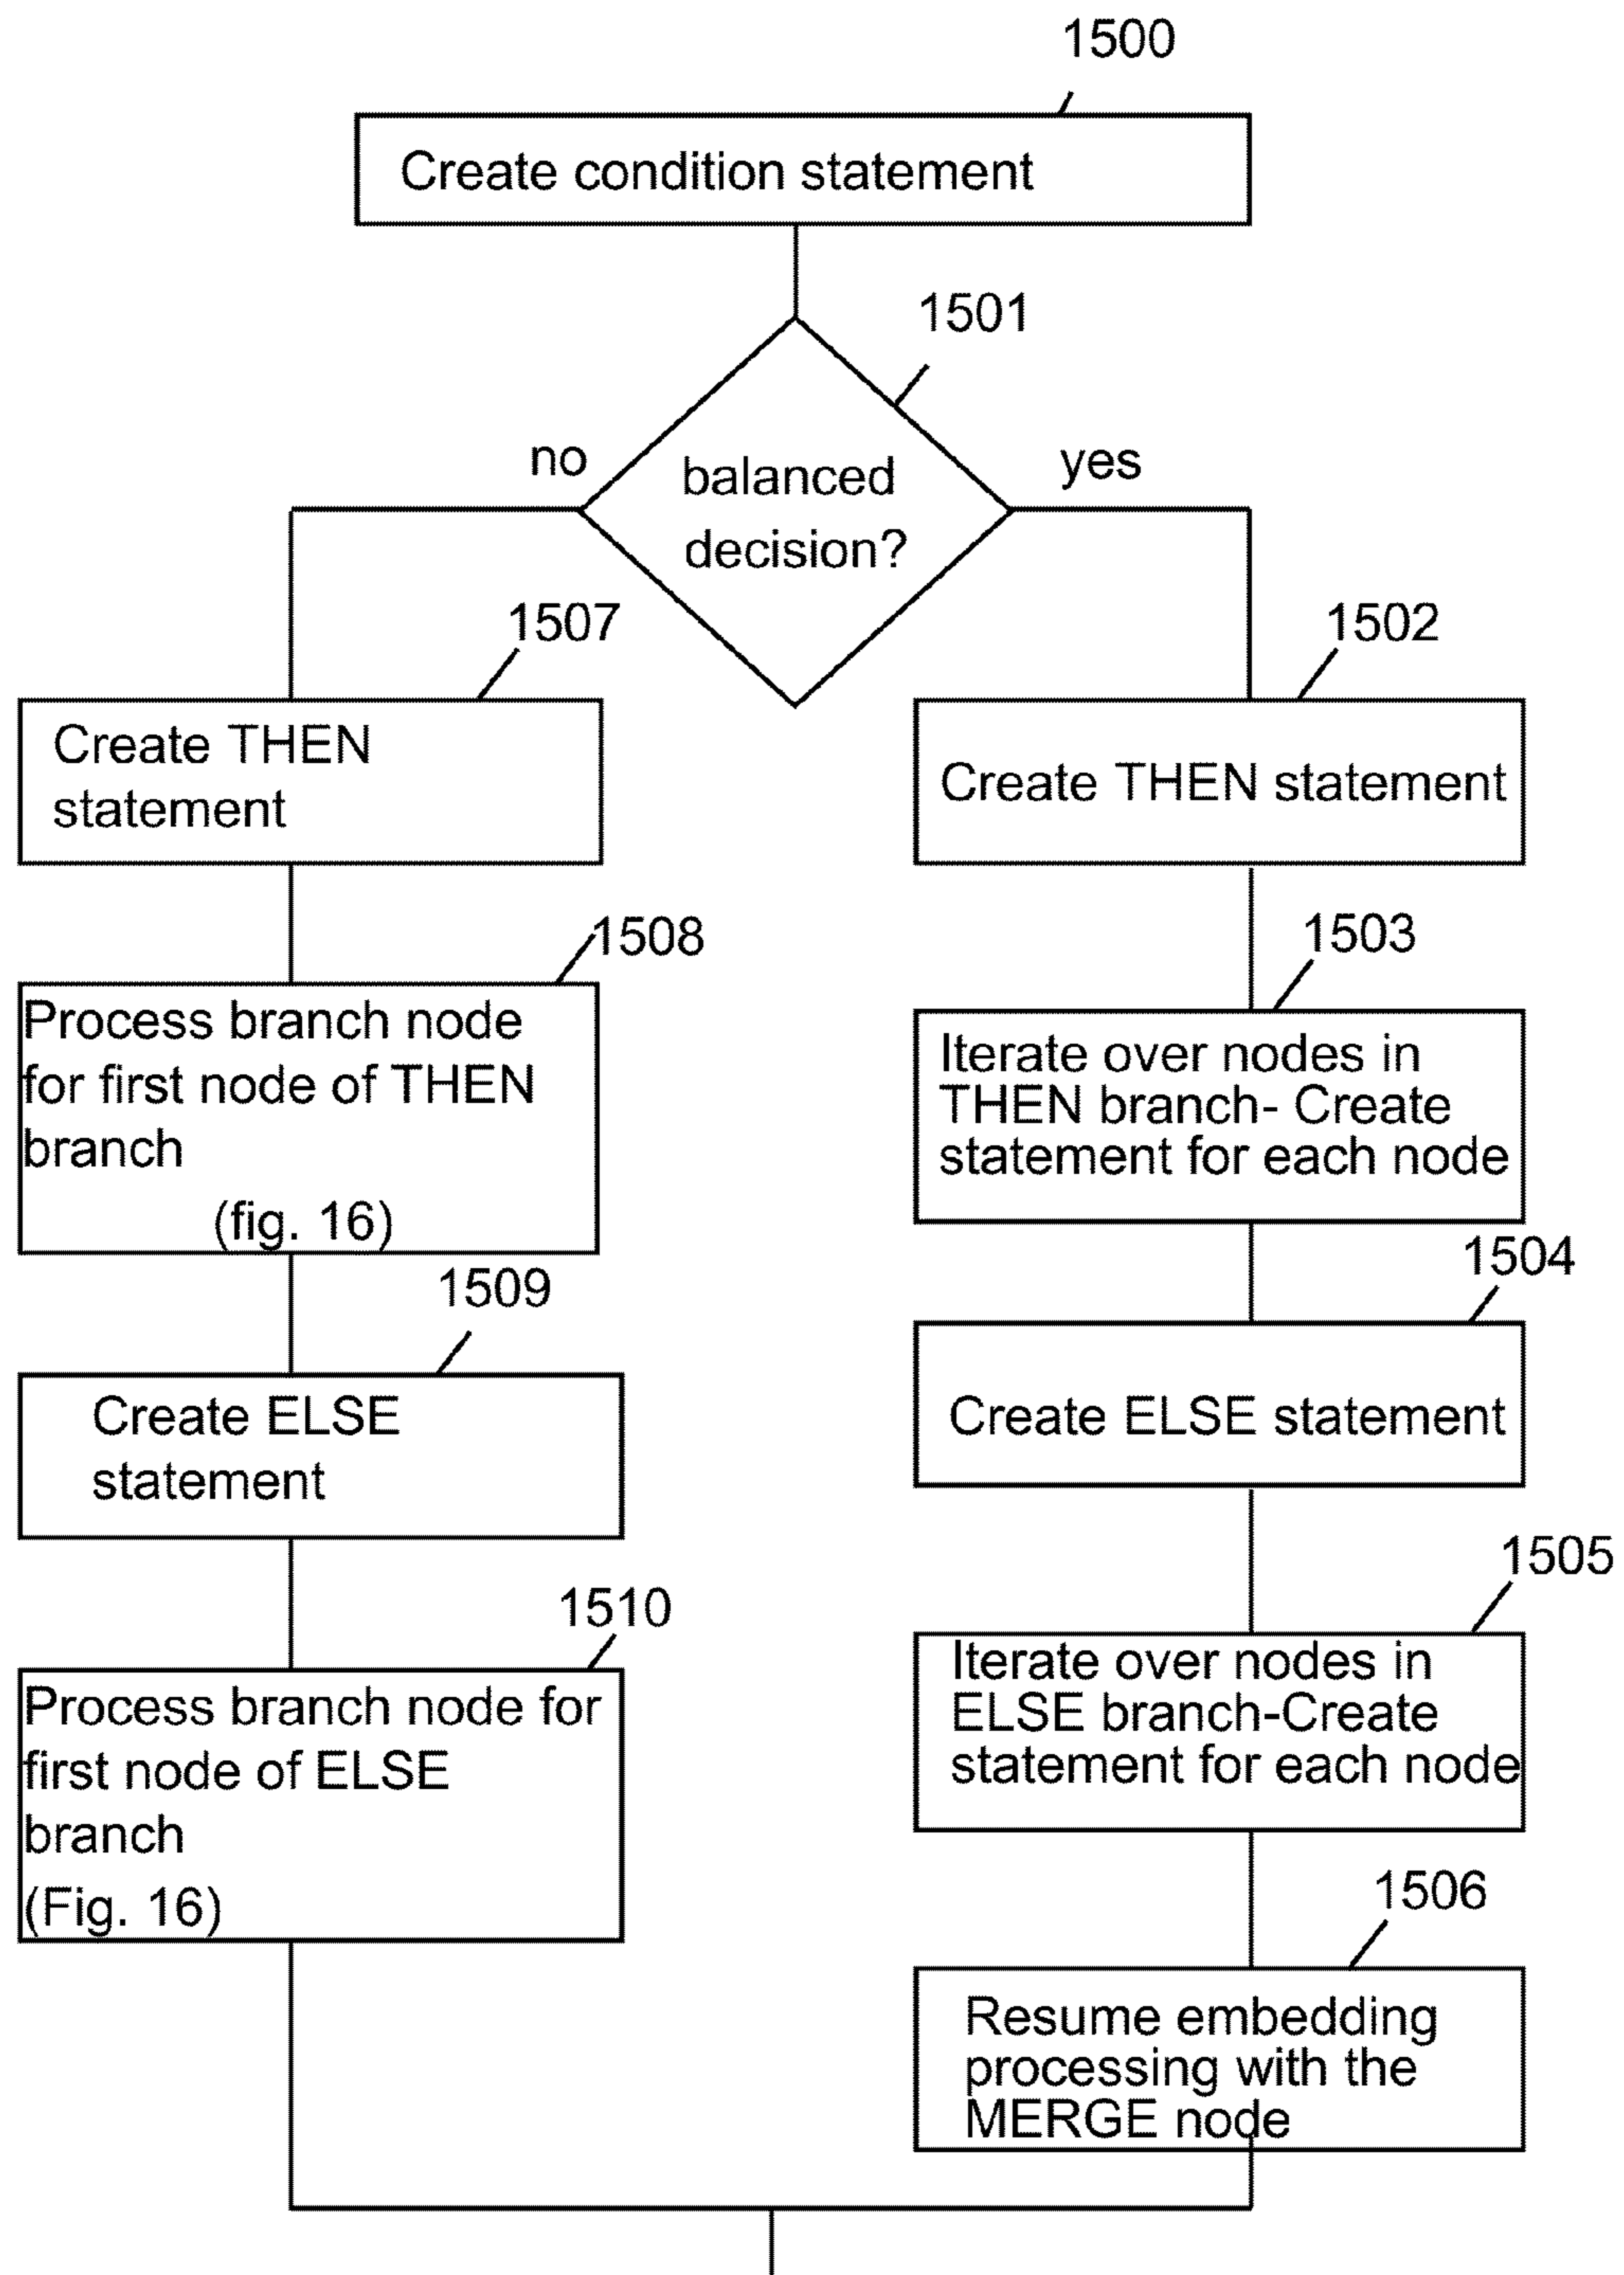 1500
Create condition statement
1501
no
balanced
decision?
yes
1507
Create THEN
statement
1508
Process branch node
for first node of THEN
branch
(fig. 16)
1509
Create ELSE
statement
1510
Process branch node for
first node of ELSE
branch
(Fig. 16)
1502
Create THEN statement
1503
Iterate over nodes in
THEN branch- Create
statement for each node
1504
Create ELSE statement
1505
Iterate over nodes in
ELSE branch-Create
statement for each node
1506
Resume embedding
processing with the
MERGE node